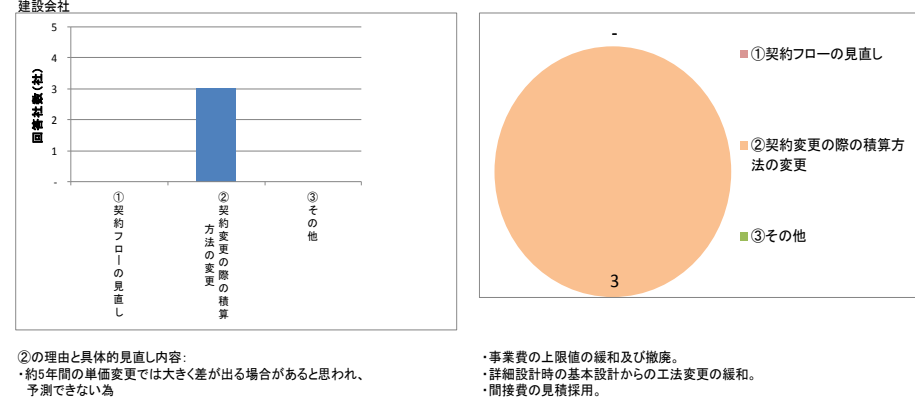 建設会社
5
4
3
2
1
-
回答社数(社)
①契約フローの見直し
②契約変更の際の積算
方法の変更
③その他
-
3
①契約フローの見直し
②契約変更の際の積算方
法の変更
③その他
②の理由と具体的見直し内容:
・約5年間の単価変更では大きく差が出る場合があると思われ、
予測できない為
・事業費の上限値の緩和及び撤廃。
・詳細設計時の基本設計からの工法変更の緩和。
・間接費の見積採用。